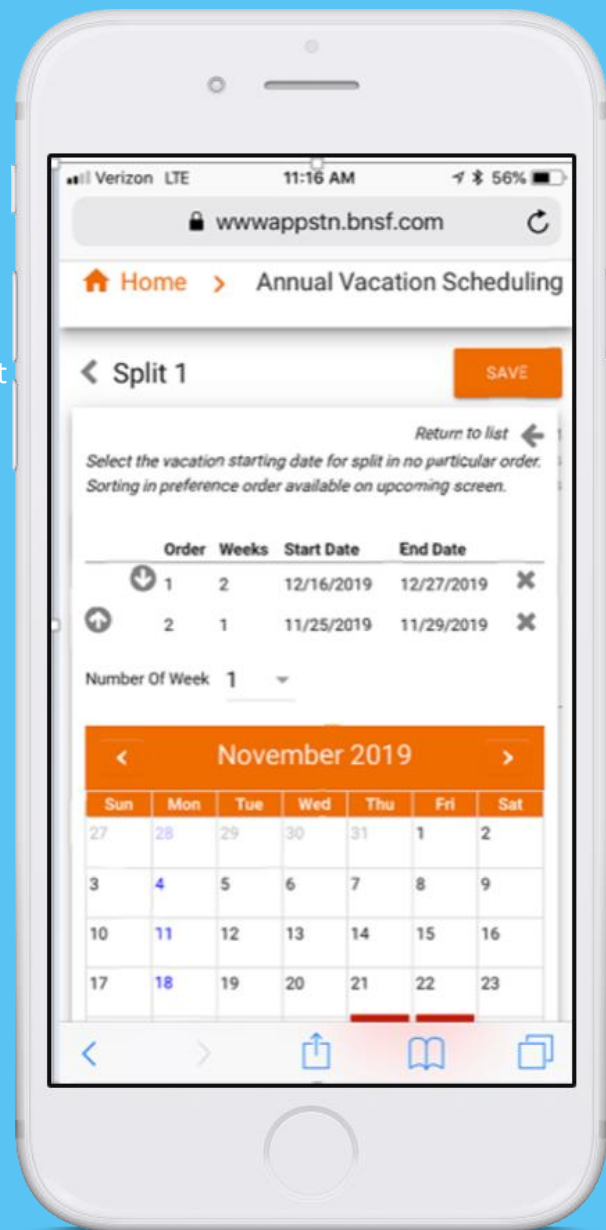 Verizon LTE 11:16 AM 56%
wwwappstn.bnsf.com
Home > Annual Vacation Scheduling
Split 1 SAVE
t
Return to list
Select the vacation starting date for split in no particular order.
Sorting in preference order available on upcoming screen.
Order Weeks Start Date End Date
1 2 12/16/2019 12/27/2019
2 1 11/25/2019 11/29/2019
Number Of Week 1
< November 2019 >
Sun Mon Tue Wed Thu Fri Sat
27 28 29 30 31 1 2
3 4 5 6 7 8 9
10 11 12 13 14 15 16
17 18 19 20 21 22 23